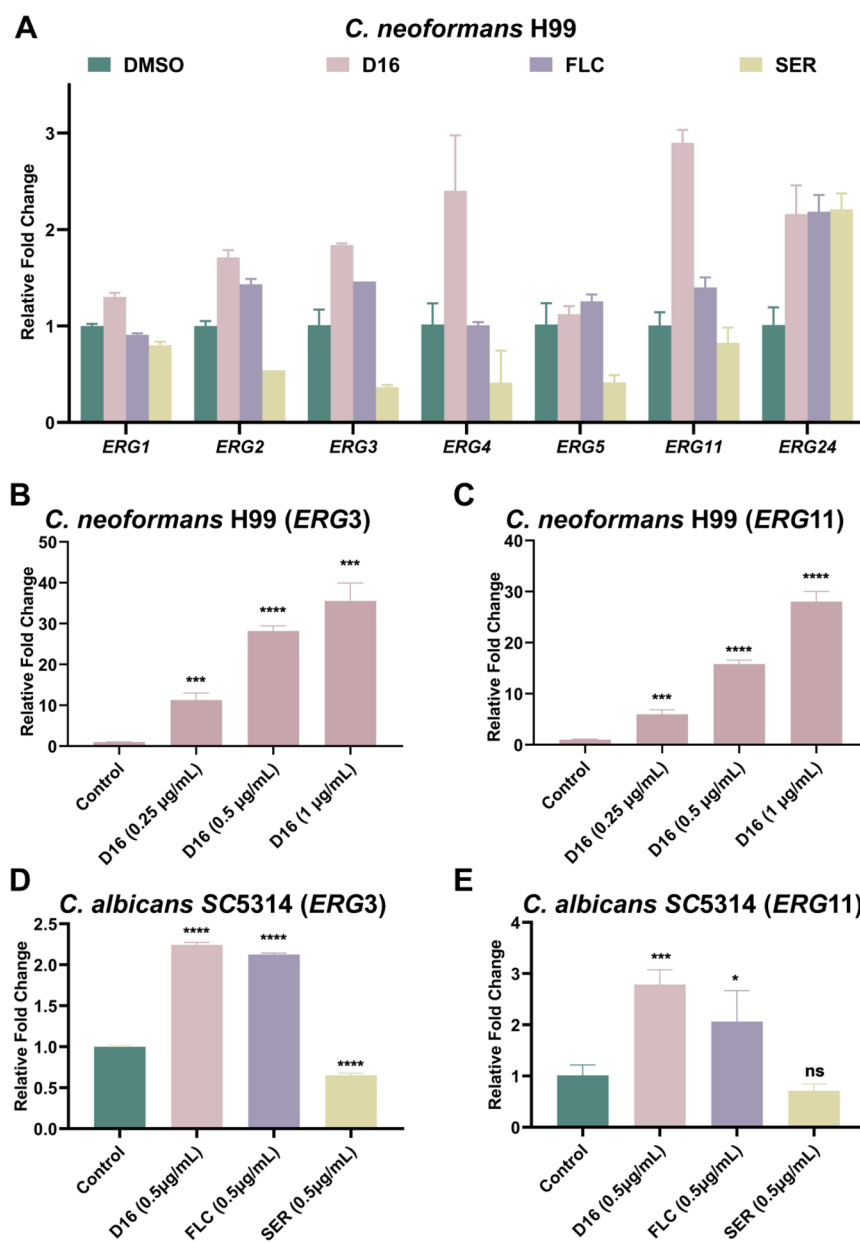 A
C. neoformans H99
DMSO
D16
FLC
SER
Relative Fold Change
3
2
1
0
ERG1
ERG2
ERG3
ERG4
ERG5
ERG11
ERG24
B
C. neoformans H99 (ERG3)
Relative Fold Change
50
40
30
20
10
0
***
****
***
Control
D16 (0.25 µg/mL)
D16 (0.5 µg/mL)
D16 (1 µg/mL)
C
C. neoformans H99 (ERG11)
Relative Fold Change
40
30
20
10
0
***
****
****
Control
D16 (0.25 µg/mL)
D16 (0.5 µg/mL)
D16 (1 µg/mL)
D
C. albicans SC5314 (ERG3)
Relative Fold Change
2.5
2.0
1.5
1.0
0.5
0.0
****
****
****
Control
D16 (0.5µg/mL)
FLC (0.5µg/mL)
SER (0.5µg/mL)
E
C. albicans SC5314 (ERG11)
Relative Fold Change
4
3
2
1
0
***
*
ns
Control
D16 (0.5µg/mL)
FLC (0.5µg/mL)
SER (0.5µg/mL)